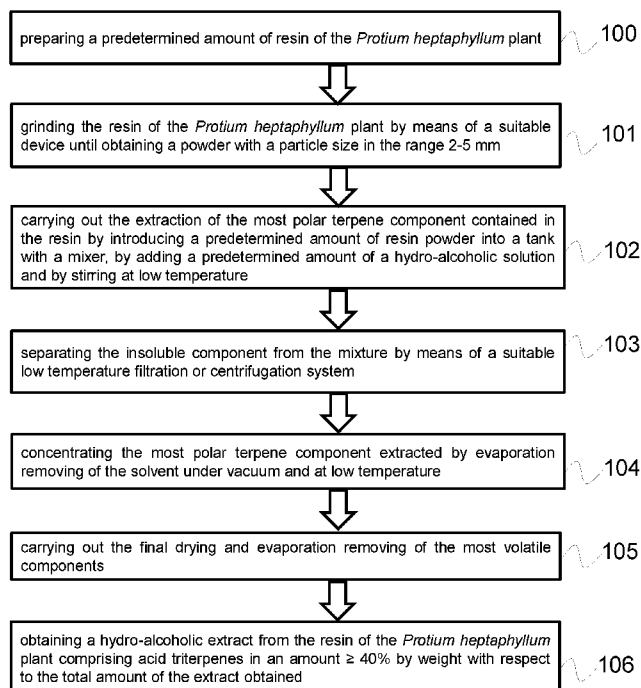 preparing a predetermined amount of resin of the Protium heptaphyllum plant
100
grinding the resin of the Protium heptaphyllum plant by means of a suitable
device until obtaining a powder with a particle size in the range 2-5 mm
101
carrying out the extraction of the most polar terpene component contained in
the resin by introducing a predetermined amount of resin powder into a tank
with a mixer, by adding a predetermined amount of a hydro-alcoholic solution
and by stirring at low temperature
102
separating the insoluble component from the mixture by means of a suitable
low temperature filtration or centrifugation system
103
concentrating the most polar terpene component extracted by evaporation
removing of the solvent under vacuum and at low temperature
104
carrying out the final drying and evaporation removing of the most volatile
components
105
obtaining a hydro-alcoholic extract from the resin of the Protium heptaphyllum
plant comprising acid triterpenes in an amount ≥ 40% by weight with respect
to the total amount of the extract obtained
106